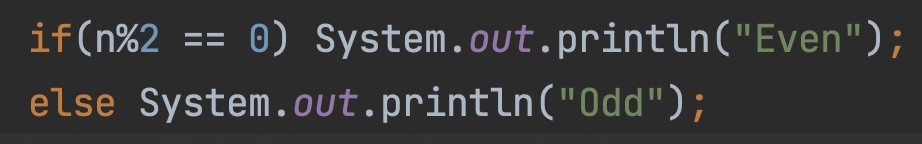 if(n%2 == 0) System.out.println("Even");
else System.out.println("Odd");